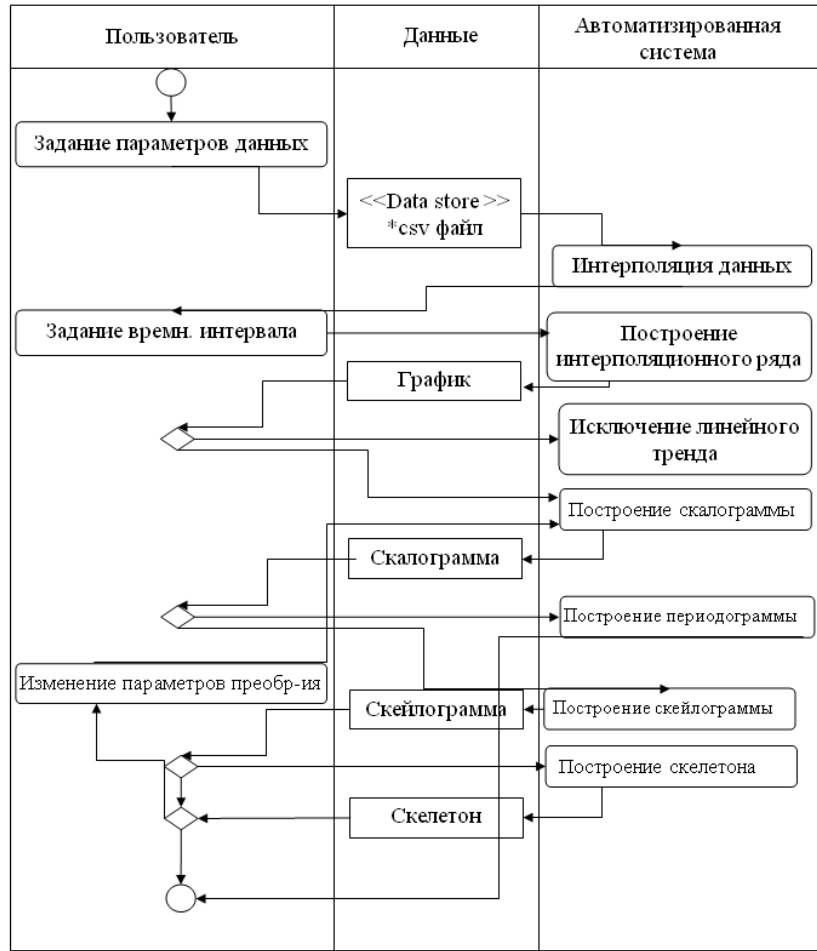 Пользователь
Данные
Автоматизированная
система
Задание параметров данных
<<Data store >>
*csv файл
Интерполяция данных
Задание времн. интервала
Построение
интерполяционного ряда
График
Исключение линейного
тренда
Построение скалограммы
Скалограмма
Построение периодограммы
Изменение параметров преобр-ия
Скейлограмма
Построение скейлограммы
Построение скелетона
Скелетон